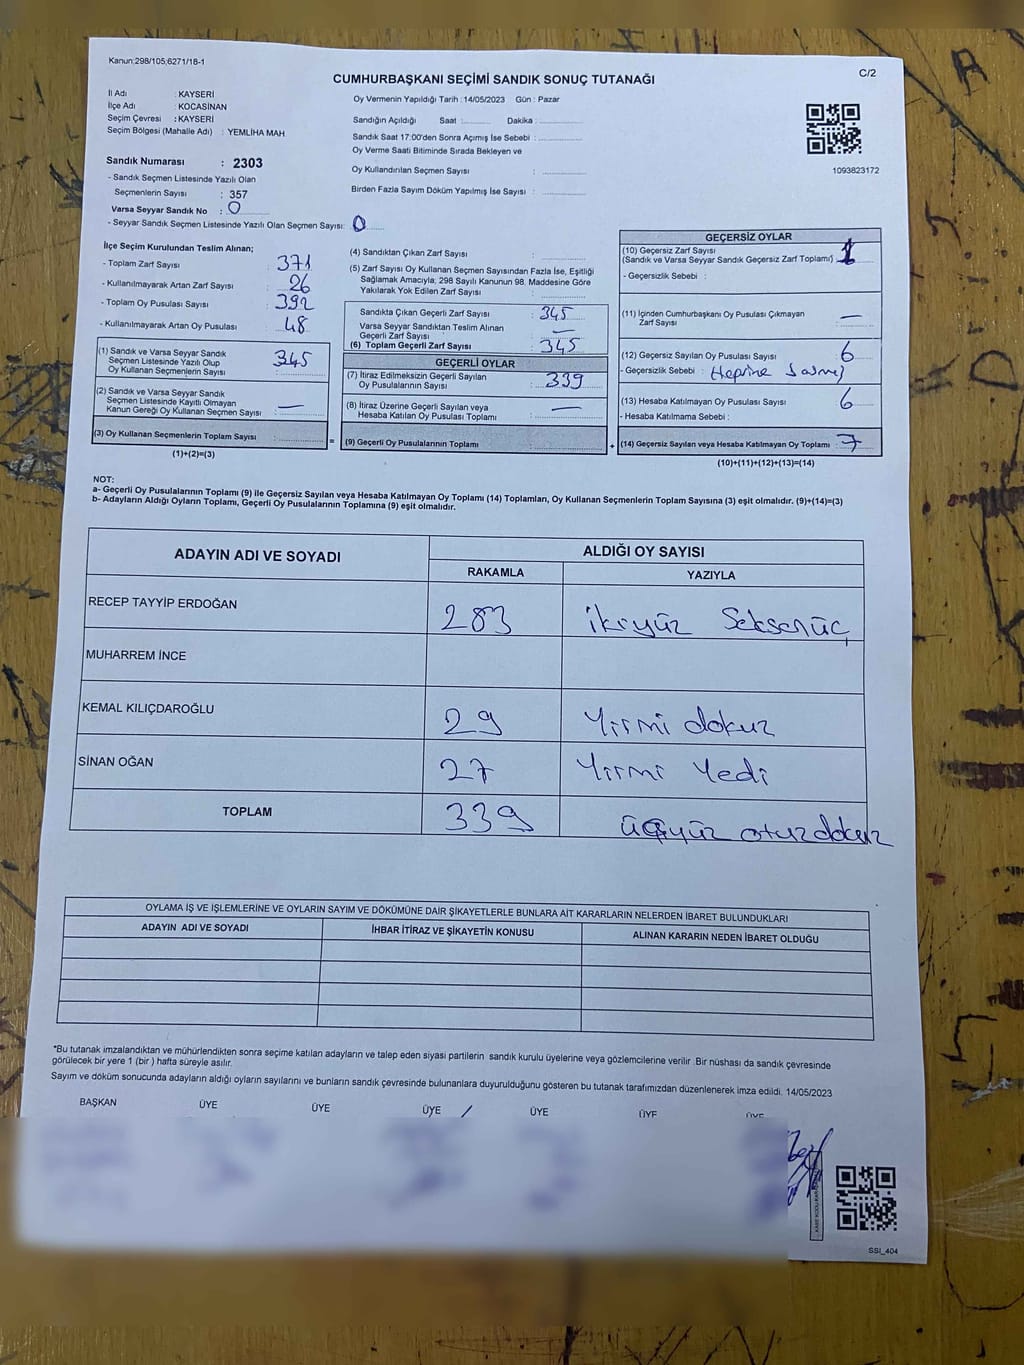 Kanun:298/105,6271/18-1
CUMHURBAŞKANI SEÇİMİ SANDIK SONUÇ TUTANAĞI
C/2
İl Adı : KAYSERİ
İlçe Adı : KOCASİNAN
Seçim Çevresi : KAYSERİ
Seçim Bölgesi (Mahalle Adı) : YEMLİHA MAH
Sandık Numarası : 2303
- Sandık Seçmen Listesinde Yazılı Olan
Seçmenlerin Sayısı : 357
Varsa Seyyar Sandık No : 0
- Seyyar Sandık Seçmen Listesinde Yazılı Olan Seçmen Sayısı: 0
Oy Vermenin Yapıldığı Tarih :14/05/2023 Gün : Pazar
Sandığın Açıldığı Saat :.......... Dakika :..........
Sandık Saat 17:00'den Sonra Açılmış İse Sebebi :..........
Oy Verme Saati Bitiminde Sırada Bekleyen ve
Oy Kullandırılan Seçmen Sayısı : ..........
Birden Fazla Sayım Döküm Yapılmış İse Sayısı : ..........
1093823172
İlçe Seçim Kurulundan Teslim Alınan;
- Toplam Zarf Sayısı : 371
- Kullanılmayarak Artan Zarf Sayısı : 26
- Toplam Oy Pusulası Sayısı : 392
- Kullanılmayarak Artan Oy Pusulası : 48
(1) Sandık ve Varsa Seyyar Sandık
Seçmen Listesinde Yazılı Olup
Oy Kullanan Seçmenlerin Sayısı : 345
(2) Sandık ve Varsa Seyyar Sandık
Seçmen Listesinde Kayıtlı Olmayan
Kanun Gereği Oy Kullanan Seçmen Sayısı : —
(3) Oy Kullanan Seçmenlerin Toplam Sayısı : ..........
(1)+(2)=(3)
(4) Sandıktan Çıkan Zarf Sayısı : ..........
(5) Zarf Sayısı Oy Kullanan Seçmen Sayısından Fazla İse, Eşitliği
Sağlamak Amacıyla, 298 Sayılı Kanunun 98. Maddesine Göre
Yakılarak Yok Edilen Zarf Sayısı : ..........
Sandıkta Çıkan Geçerli Zarf Sayısı : 345
Varsa Seyyar Sandıktan Teslim Alınan
Geçerli Zarf Sayısı : —
(6) Toplam Geçerli Zarf Sayısı : 345
GEÇERLİ OYLAR
(7) İtiraz Edilmeksizin Geçerli Sayılan
Oy Pusulalarının Sayısı : 339
(8) İtiraz Üzerine Geçerli Sayılan veya
Hesaba Katılan Oy Pusulası Toplamı : —
=
(9) Geçerli Oy Pusulalarının Toplamı
+
GEÇERSİZ OYLAR
(10) Geçersiz Zarf Sayısı : 1
(Sandık ve Varsa Seyyar Sandık Geçersiz Zarf Toplamı)
- Geçersizlik Sebebi :
(11) İçinden Cumhurbaşkanı Oy Pusulası Çıkmayan
Zarf Sayısı : —
(12) Geçersiz Sayılan Oy Pusulası Sayısı : 6
- Geçersizlik Sebebi : Hepsine
(13) Hesaba Katılmayan Oy Pusulası Sayısı : 6
- Hesaba Katılmama Sebebi :
(14) Geçersiz Sayılan veya Hesaba Katılmayan Oy Toplamı : 7
(10)+(11)+(12)+(13)=(14)
NOT:
a- Geçerli Oy Pusulalarının Toplamı (9) ile Geçersiz Sayılan veya Hesaba Katılmayan Oy Toplamı (14) Toplamları, Oy Kullanan Seçmenlerin Toplam Sayısına (3) eşit olmalıdır. (9)+(14)=(3)
b- Adayların Aldığı Oyların Toplamı, Geçerli Oy Pusulalarının Toplamına (9) eşit olmalıdır.
ADAYIN ADI VE SOYADI
ALDIĞI OY SAYISI
RAKAMLA YAZIYLA
RECEP TAYYİP ERDOĞAN 283 ikiyüz Seksenüç
MUHARREM İNCE
KEMAL KILIÇDAROĞLU 29 Yirmi dokuz
SİNAN OĞAN 27 Yirmi Yedi
TOPLAM 339 üçyüz otuzdokuz
OYLAMA İŞ VE İŞLEMLERİNE VE OYLARIN SAYIM VE DÖKÜMÜNE DAİR ŞİKAYETLERLE BUNLARA AİT KARARLARIN NELERDEN İBARET BULUNDUKLARI
ADAYIN ADI VE SOYADI İHBAR İTİRAZ VE ŞİKAYETİN KONUSU ALINAN KARARIN NEDEN İBARET OLDUĞU
*Bu tutanak imzalandıktan ve mühürlendikten sonra seçime katılan adayların ve talep eden siyasi partilerin sandık kurulu üyelerine veya gözlemcilerine verilir .Bir nüshası da sandık çevresinde
görülecek bir yere 1 (bir ) hafta süreyle asılır.
Sayım ve döküm sonucunda adayların aldığı oyların sayılarını ve bunların sandık çevresinde bulunanlara duyurulduğunu gösteren bu tutanak tarafımızdan düzenlenerek imza edildi. 14/05/2023
BAŞKAN ÜYE ÜYE ÜYE ÜYE ÜYE ÜYE
SSI_404